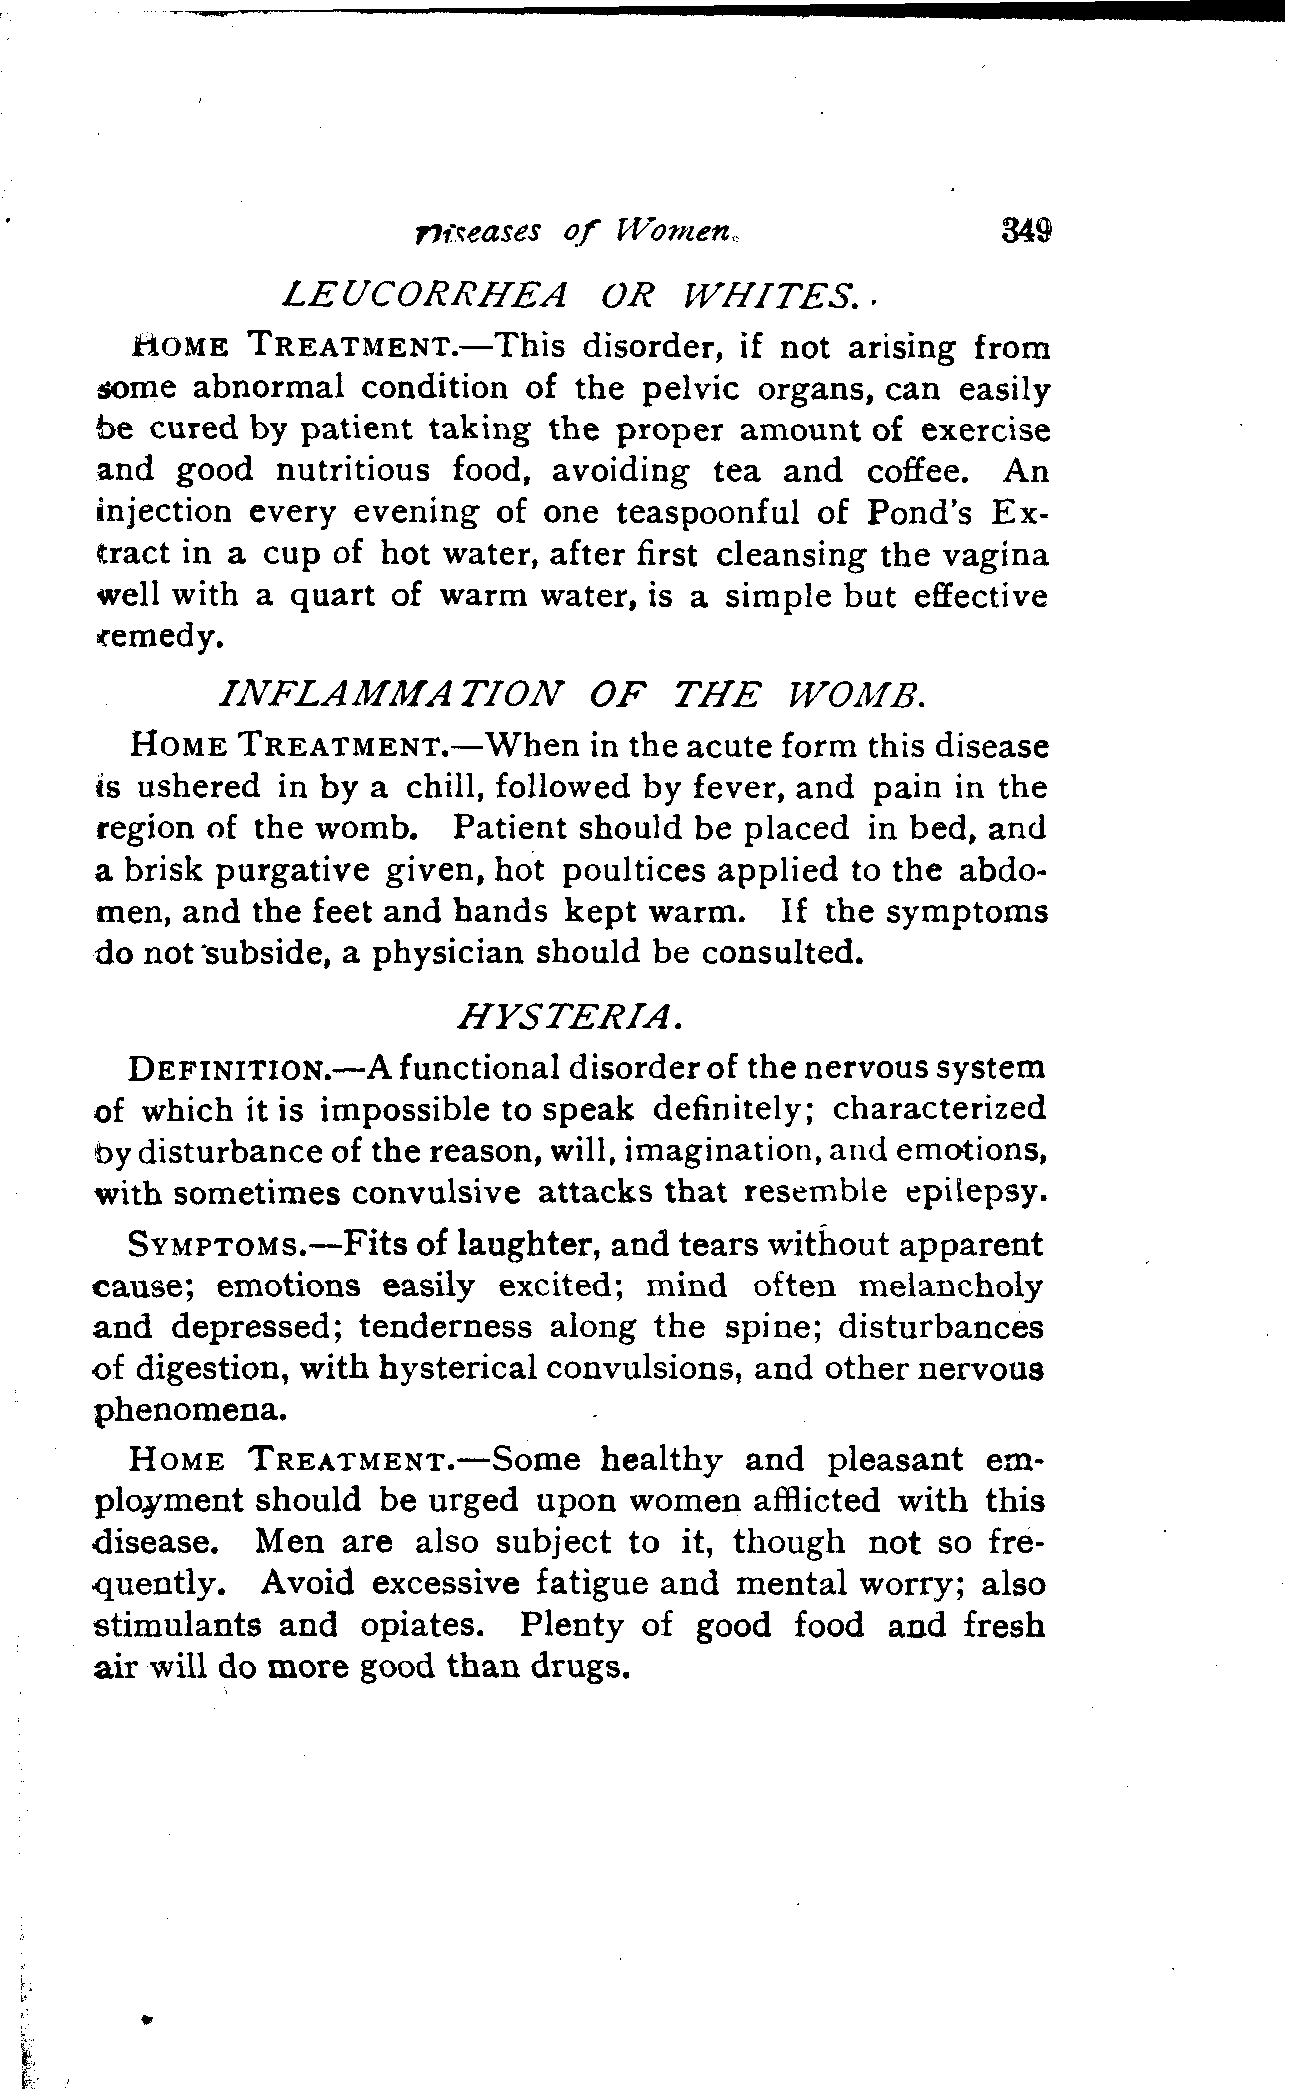 Diseases of Women. 349
LEUCORRHEA OR WHITES.
HOME TREATMENT.—This disorder, if not arising from
some abnormal condition of the pelvic organs, can easily
be cured by patient taking the proper amount of exercise
and good nutritious food, avoiding tea and coffee. An
injection every evening of one teaspoonful of Pond's Ex-
tract in a cup of hot water, after first cleansing the vagina
well with a quart of warm water, is a simple but effective
remedy.
INFLAMMATION OF THE WOMB.
HOME TREATMENT.—When in the acute form this disease
is ushered in by a chill, followed by fever, and pain in the
region of the womb. Patient should be placed in bed, and
a brisk purgative given, hot poultices applied to the abdo-
men, and the feet and hands kept warm. If the symptoms
do not subside, a physician should be consulted.
HYSTERIA.
DEFINITION.—A functional disorder of the nervous system
of which it is impossible to speak definitely; characterized
by disturbance of the reason, will, imagination, and emotions,
with sometimes convulsive attacks that resemble epilepsy.
SYMPTOMS.—Fits of laughter, and tears without apparent
cause; emotions easily excited; mind often melancholy
and depressed; tenderness along the spine; disturbances
of digestion, with hysterical convulsions, and other nervous
phenomena.
HOME TREATMENT.—Some healthy and pleasant em-
ployment should be urged upon women afflicted with this
disease. Men are also subject to it, though not so fre-
quently. Avoid excessive fatigue and mental worry; also
stimulants and opiates. Plenty of good food and fresh
air will do more good than drugs.